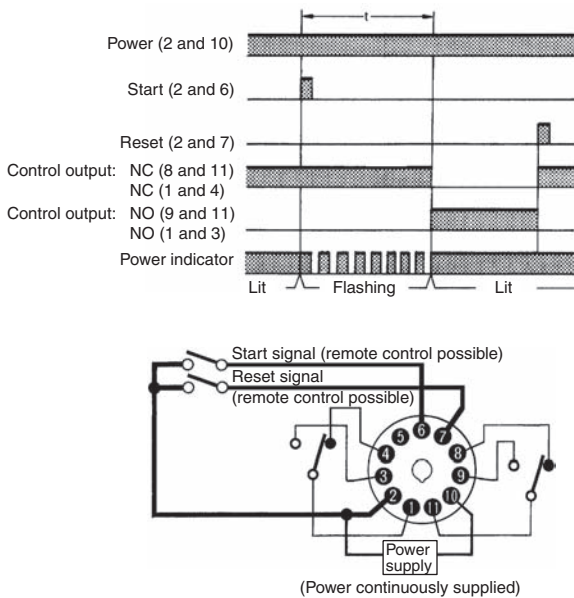 t
Power (2 and 10)
Start (2 and 6)
Reset (2 and 7)
Control output: NC (8 and 11)
NC (1 and 4)
Control output: NO (9 and 11)
NO (1 and 3)
Power indicator
Lit Flashing Lit
Start signal (remote control possible)
Reset signal
(remote control possible)
6
5 7
4 8
3 9
2 10
1 11
Power
supply
(Power continuously supplied)